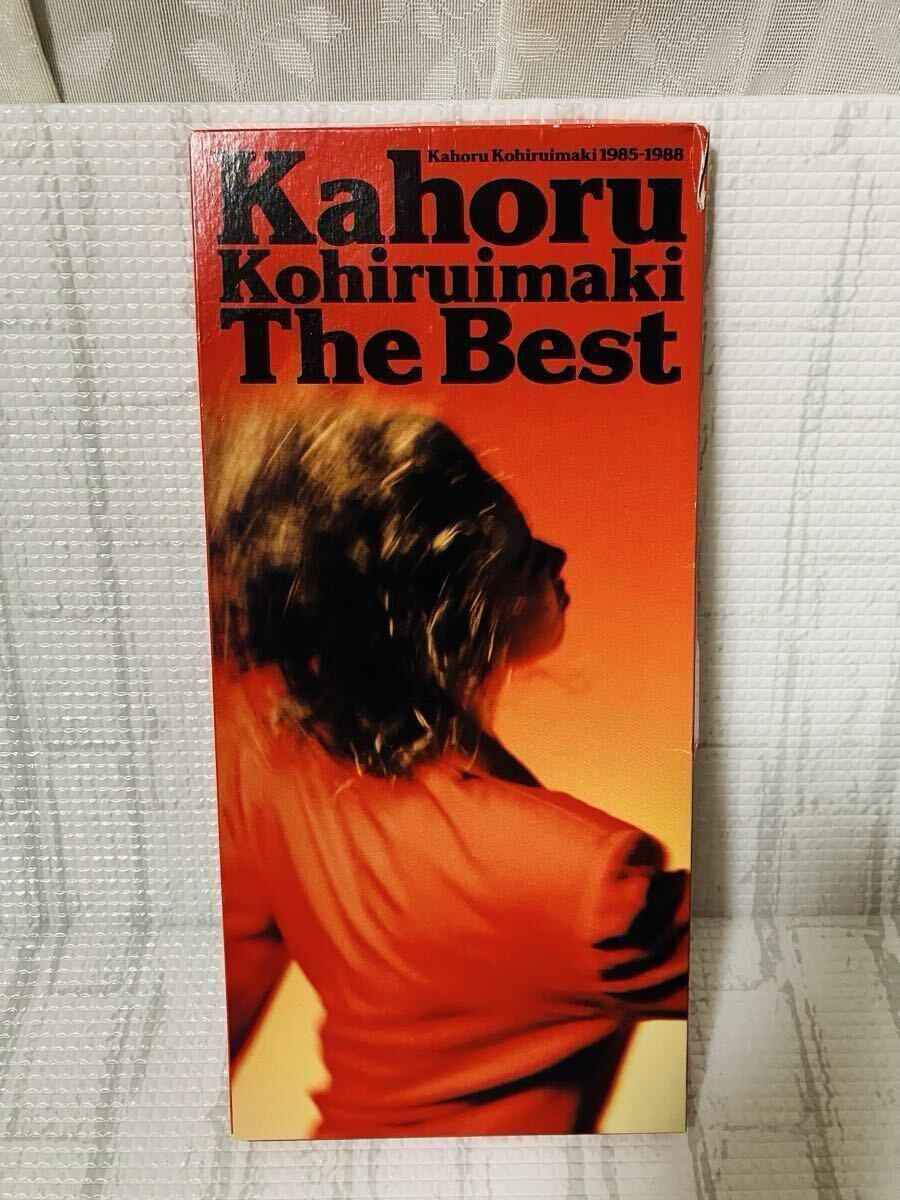 Kahoru Kohiruimaki 1985-1988
Kahoru
Kohiruimaki
The Best